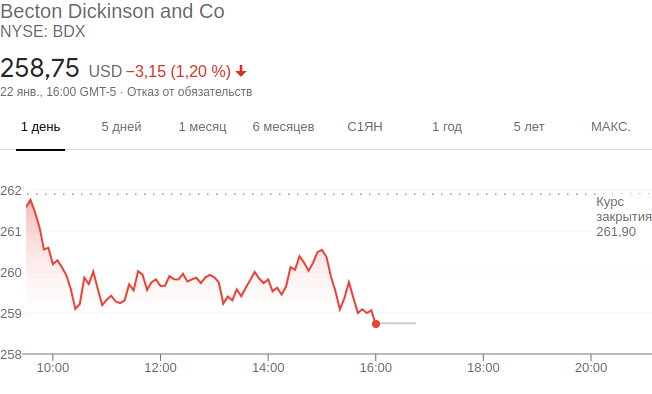 Becton Dickinson and Co
NYSE: BDX
258,75 USD −3,15 (1,20 %)
22 янв., 16:00 GMT-5 · Отказ от обязательств
1 день 5 дней 1 месяц 6 месяцев С1ЯН 1 год 5 лет МАКС.
262
Курс
закрытия
261,90
261
260
259
258
10:00 12:00 14:00 16:00 18:00 20:00